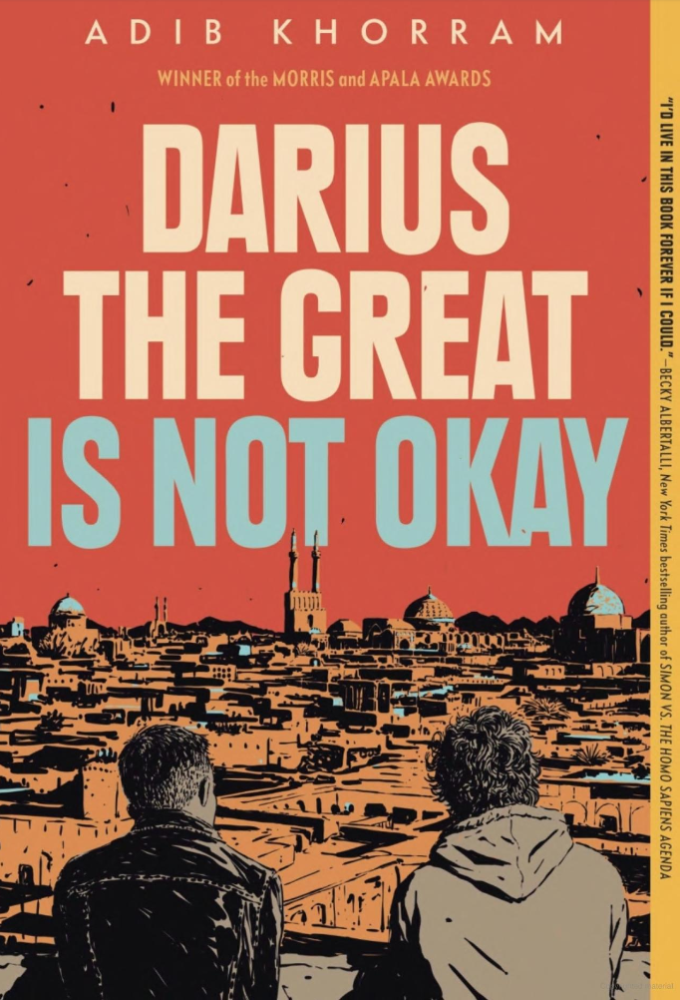 ADIB KHORRAM
WINNER of the MORRIS and APALA AWARDS
DARIUS
THE GREAT
IS NOT OKAY
"I'D LIVE IN THIS BOOK FOREVER IF I COULD." —BECKY ALBERTALLI, New York Times bestselling author of SIMON VS. THE HOMO SAPIENS AGENDA